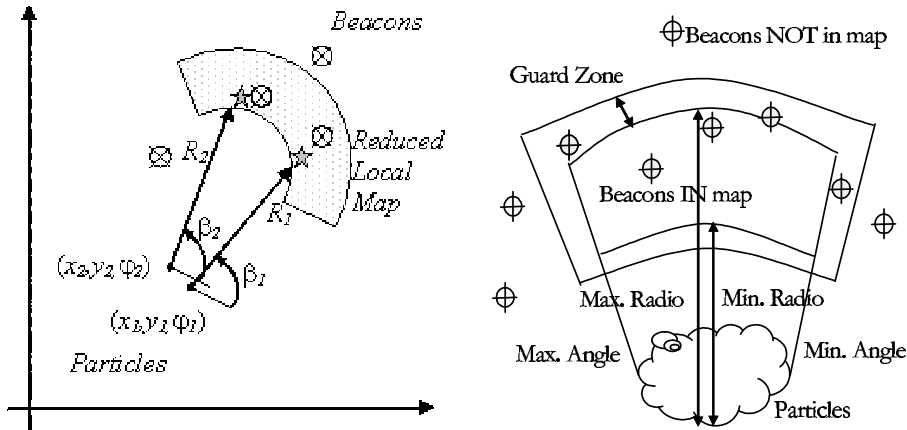 Beacons
R2
Reduced
Local
Map
R1
β2
β1
(x2,y2,φ2)
(x1,y1,φ1)
Particles
Beacons NOT in map
Guard Zone
Beacons IN map
Max. Radio
Min. Radio
Max. Angle
Min. Angle
Particles